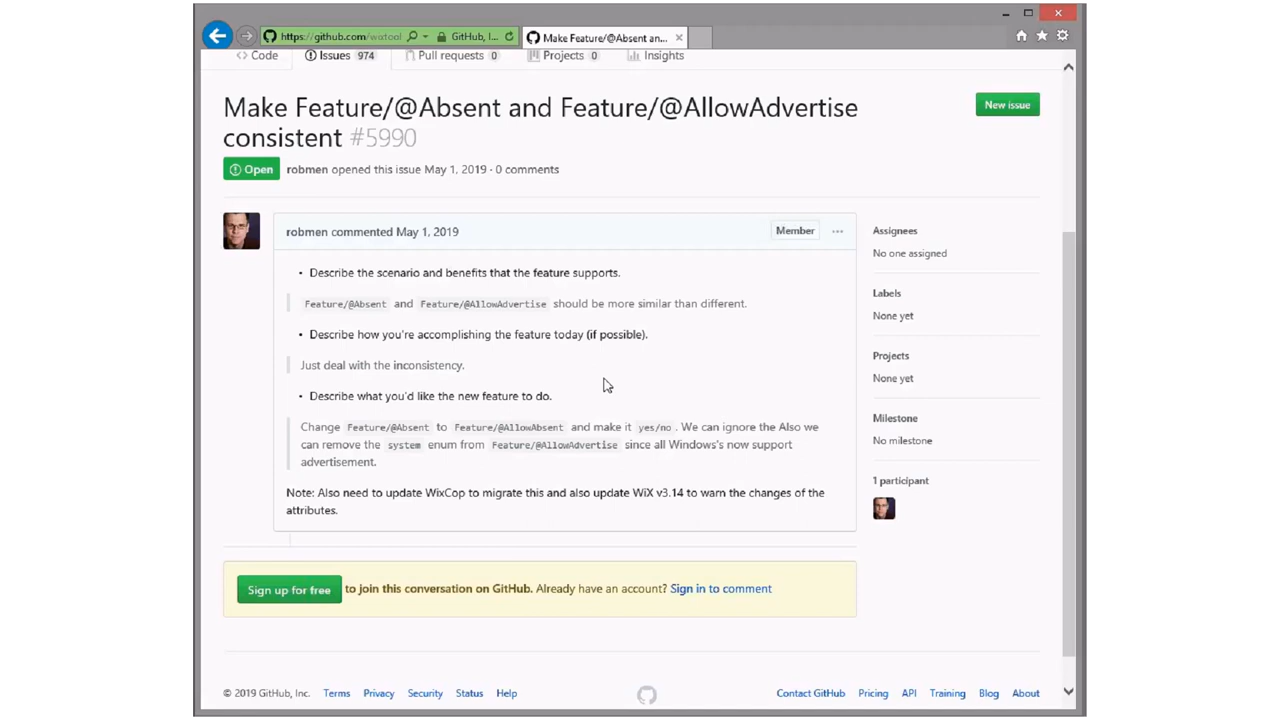 https://github.com/wixtool
GitHub, I...
Make Feature/@Absent an...
Code
Issues 974
Pull requests 0
Projects 0
Insights
Make Feature/@Absent and Feature/@AllowAdvertise
consistent #5990
New issue
Open
robmen opened this issue May 1, 2019 · 0 comments
robmen commented May 1, 2019
Member
...
• Describe the scenario and benefits that the feature supports.
Feature/@Absent and Feature/@AllowAdvertise should be more similar than different.
• Describe how you're accomplishing the feature today (if possible).
Just deal with the inconsistency.
• Describe what you'd like the new feature to do.
Change Feature/@Absent to Feature/@AllowAbsent and make it yes/no . We can ignore the Also we
can remove the system enum from Feature/@AllowAdvertise since all Windows's now support
advertisement.
Note: Also need to update WixCop to migrate this and also update WiX v3.14 to warn the changes of the
attributes.
Assignees
No one assigned
Labels
None yet
Projects
None yet
Milestone
No milestone
1 participant
Sign up for free to join this conversation on GitHub. Already have an account? Sign in to comment
© 2019 GitHub, Inc.
Terms
Privacy
Security
Status
Help
Contact GitHub
Pricing
API
Training
Blog
About